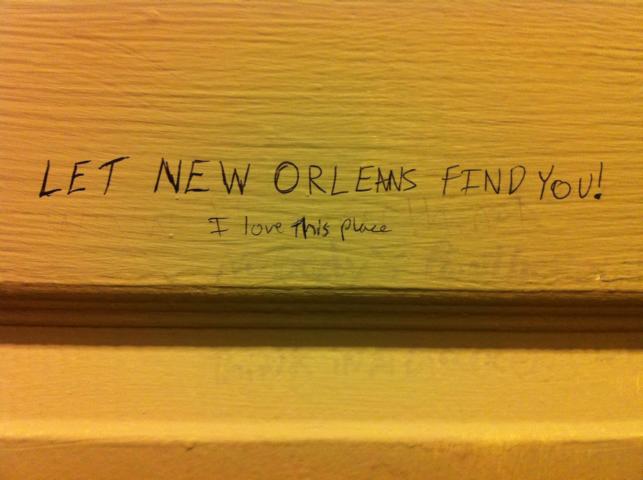 LET NEW ORLEANS FIND YOU!
I love This place